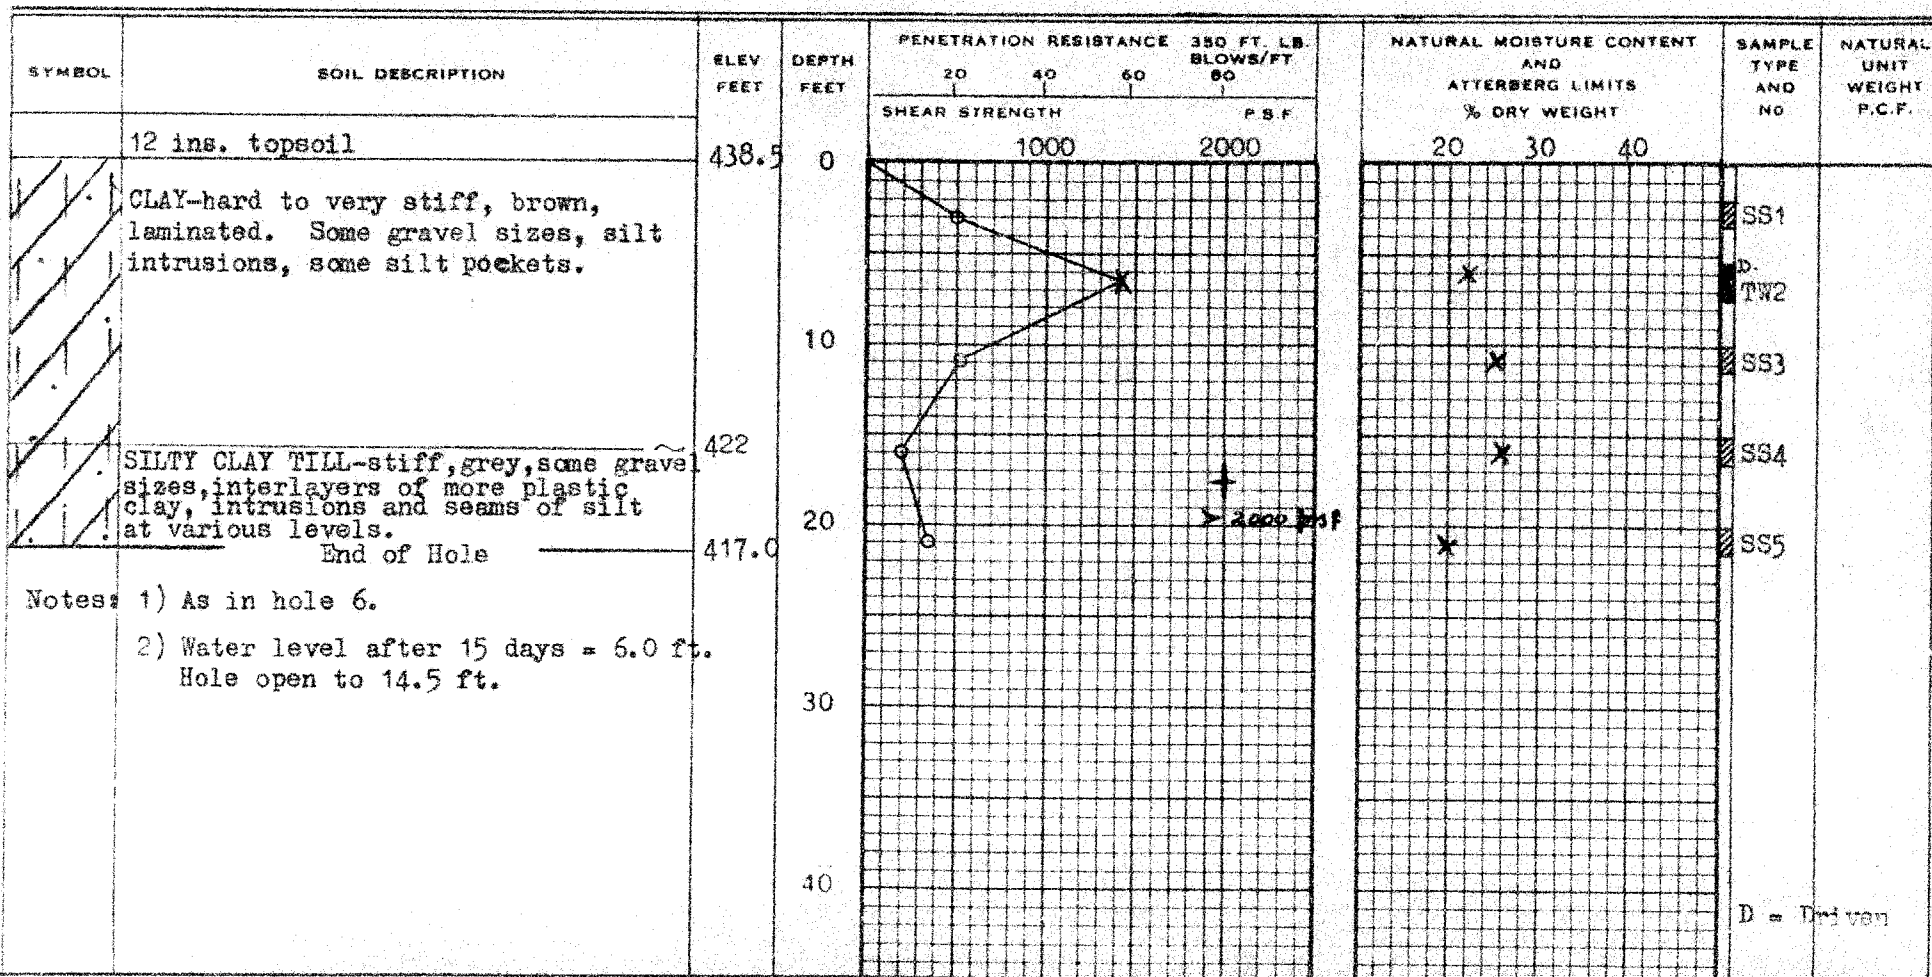 SYMBOL
SOIL DESCRIPTION
ELEV
FEET
DEPTH
FEET
PENETRATION RESISTANCE 350 FT. LB.
BLOWS/FT
20 40 60 80
SHEAR STRENGTH P.S.F.
1000 2000
NATURAL MOISTURE CONTENT
AND
ATTERBERG LIMITS
% DRY WEIGHT
20 30 40
SAMPLE
TYPE
AND
NO
NATURAL
UNIT
WEIGHT
P.C.F.
12 ins. topsoil
438.5 0
CLAY-hard to very stiff, brown,
laminated. Some gravel sizes, silt
intrusions, some silt pockets.
SS1
D.
TW2
10
SS3
~ 422
SILTY CLAY TILL-stiff,grey,some gravel
sizes,interlayers of more plastic
clay, intrusions and seams of silt
at various levels.
SS4
20
> 2000 psf
End of Hole 417.0
SS5
Notes: 1) As in hole 6.
2) Water level after 15 days = 6.0 ft.
Hole open to 14.5 ft.
30
40
D = Driven